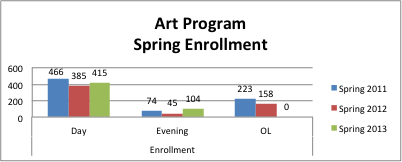 Art Program
Spring Enrollment
600
400
200
0
466 385 415
74 45 104
223 158 0
Day Evening OL
Enrollment
Spring 2011
Spring 2012
Spring 2013